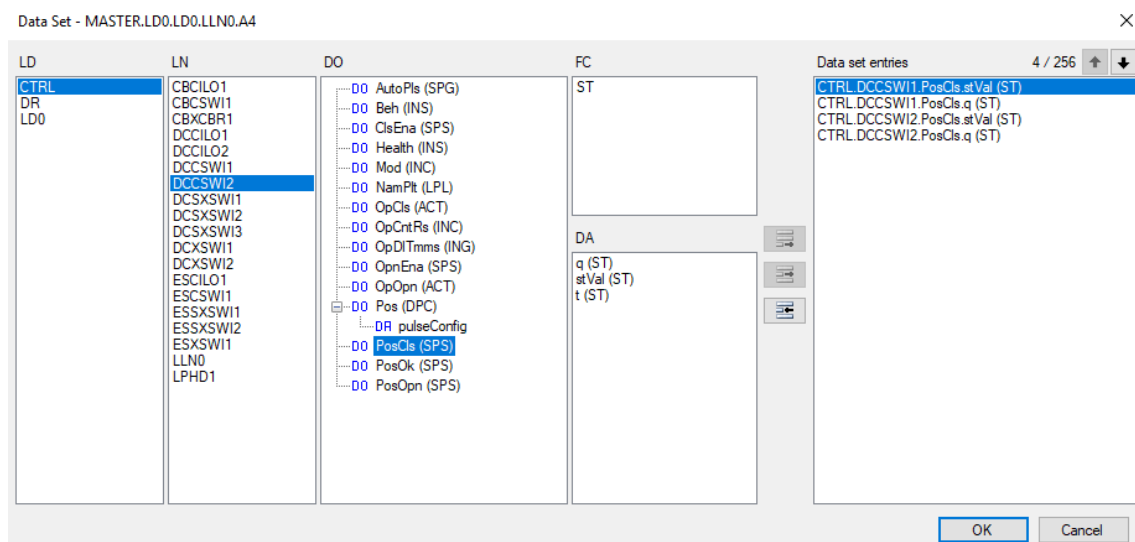 Data Set - MASTER.LD0.LD0.LLN0.A4
LD
CTRL
DR
LD0
LN
CBCILO1
CBCSWI1
CBXCBR1
DCCILO1
DCCILO2
DCCSWI1
DCCSWI2
DCSXSWI1
DCSXSWI2
DCSXSWI3
DCXSWI1
DCXSWI2
ESCILO1
ESCSWI1
ESSXSWI1
ESSXSWI2
ESXSWI1
LLN0
LPHD1
DO
DO AutoPls (SPG)
DO Beh (INS)
DO ClsEna (SPS)
DO Health (INS)
DO Mod (INC)
DO NamPlt (LPL)
DO OpCls (ACT)
DO OpCntRs (INC)
DO OpDlTmms (ING)
DO OpnEna (SPS)
DO OpOpn (ACT)
DO Pos (DPC)
DA pulseConfig
DO PosCls (SPS)
DO PosOk (SPS)
DO PosOpn (SPS)
FC
ST
DA
q (ST)
stVal (ST)
t (ST)
Data set entries 4 / 256
CTRL.DCCSWI1.PosCls.stVal (ST)
CTRL.DCCSWI1.PosCls.q (ST)
CTRL.DCCSWI2.PosCls.stVal (ST)
CTRL.DCCSWI2.PosCls.q (ST)
OK Cancel